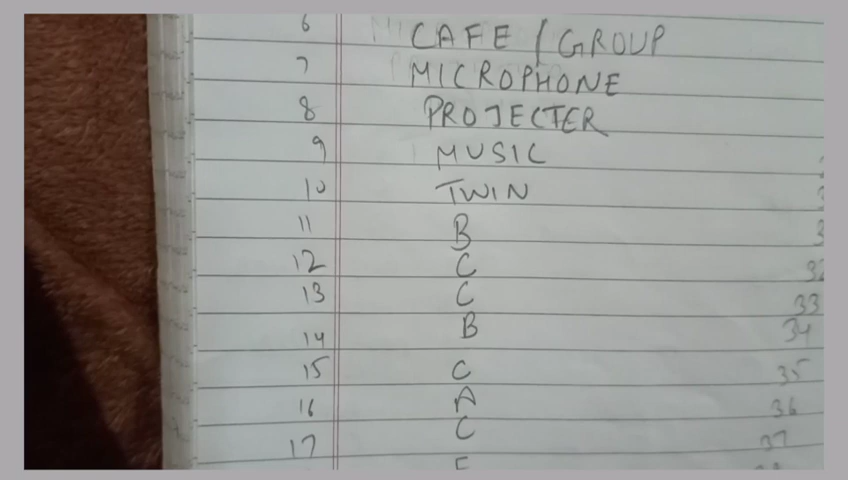 6 CAFE / GROUP
7 MICROPHONE
8 PROJECTER
9 MUSIC
10 TWIN
11 B
12 C 32
13 C 33
14 B 34
15 C 35
16 A 36
17 C 37